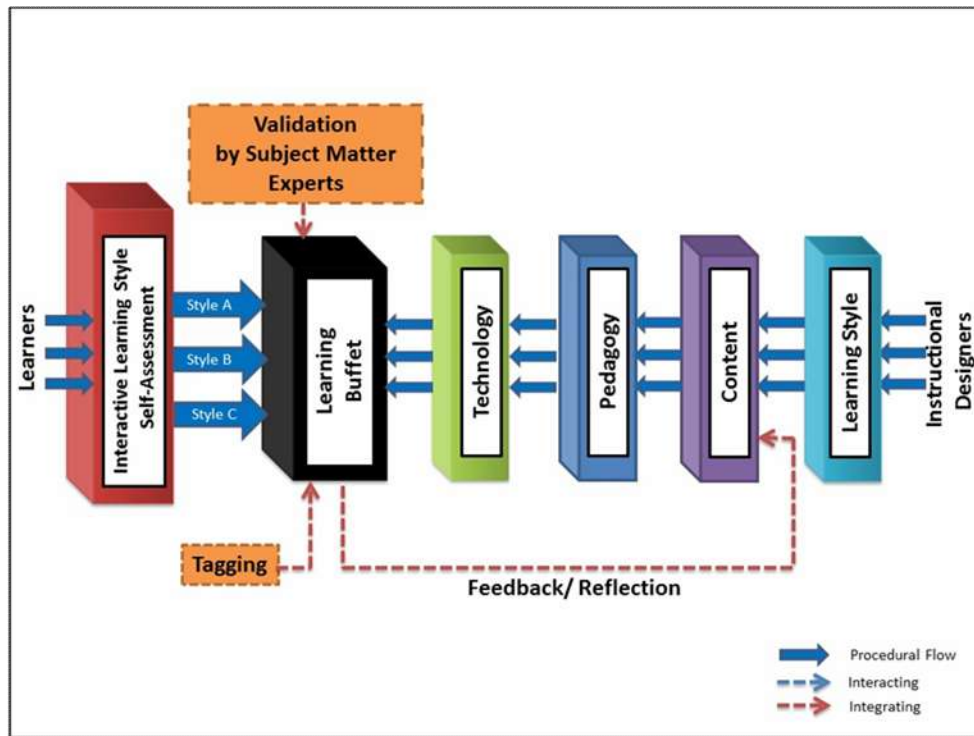 Validation
by Subject Matter
Experts
Learners
Interactive Learning Style
Self-Assessment
Style A
Style B
Style C
Learning
Buffet
Technology
Pedagogy
Content
Learning Style
Instructional
Designers
Tagging
Feedback/ Reflection
Procedural Flow
Interacting
Integrating